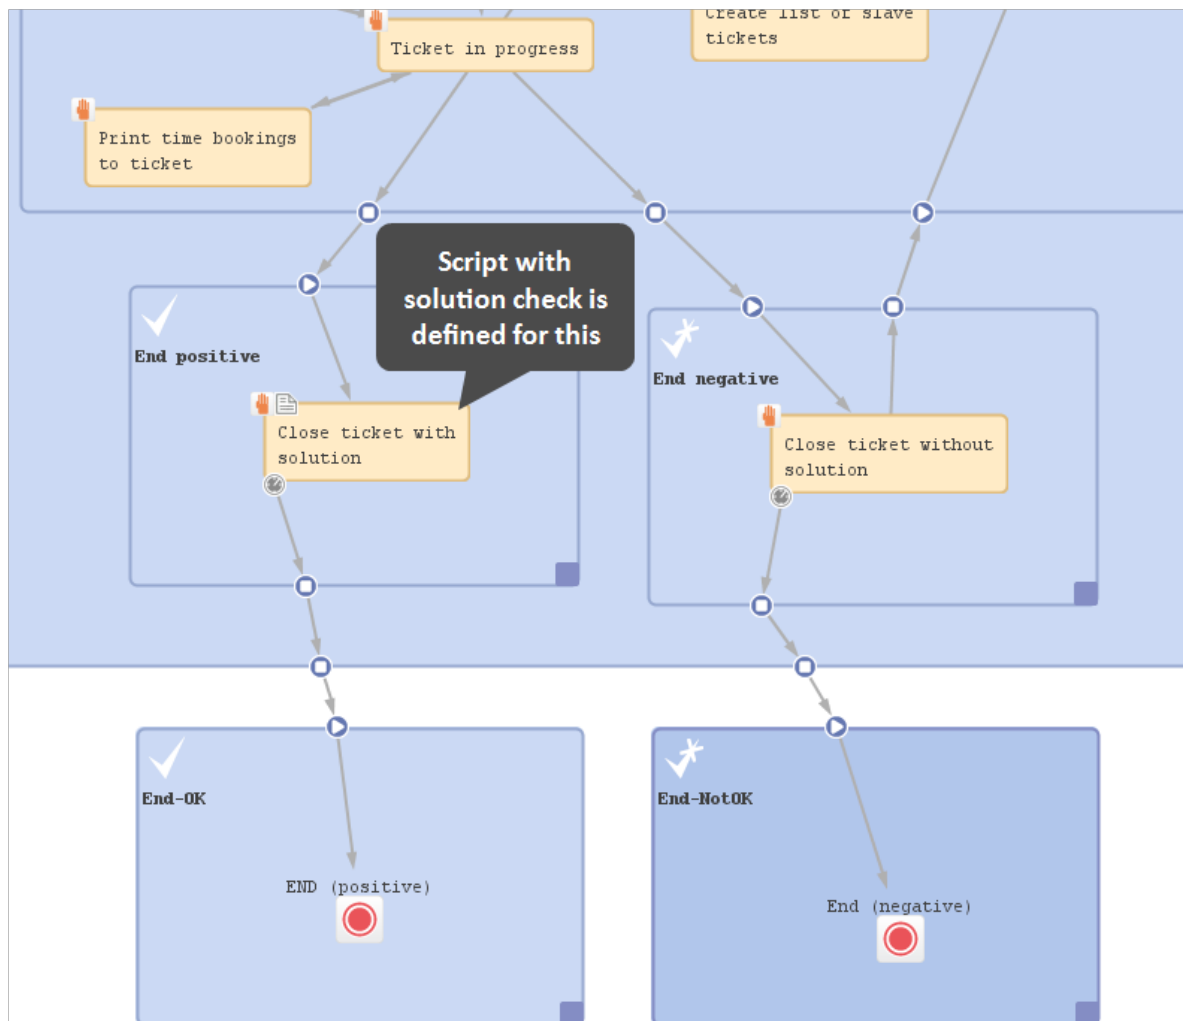 Create list of slave
tickets
Ticket in progress
Print time bookings
to ticket
Script with
solution check is
defined for this
End positive
End negative
Close ticket with
solution
Close ticket without
solution
End-OK
End-NotOK
END (positive)
End (negative)